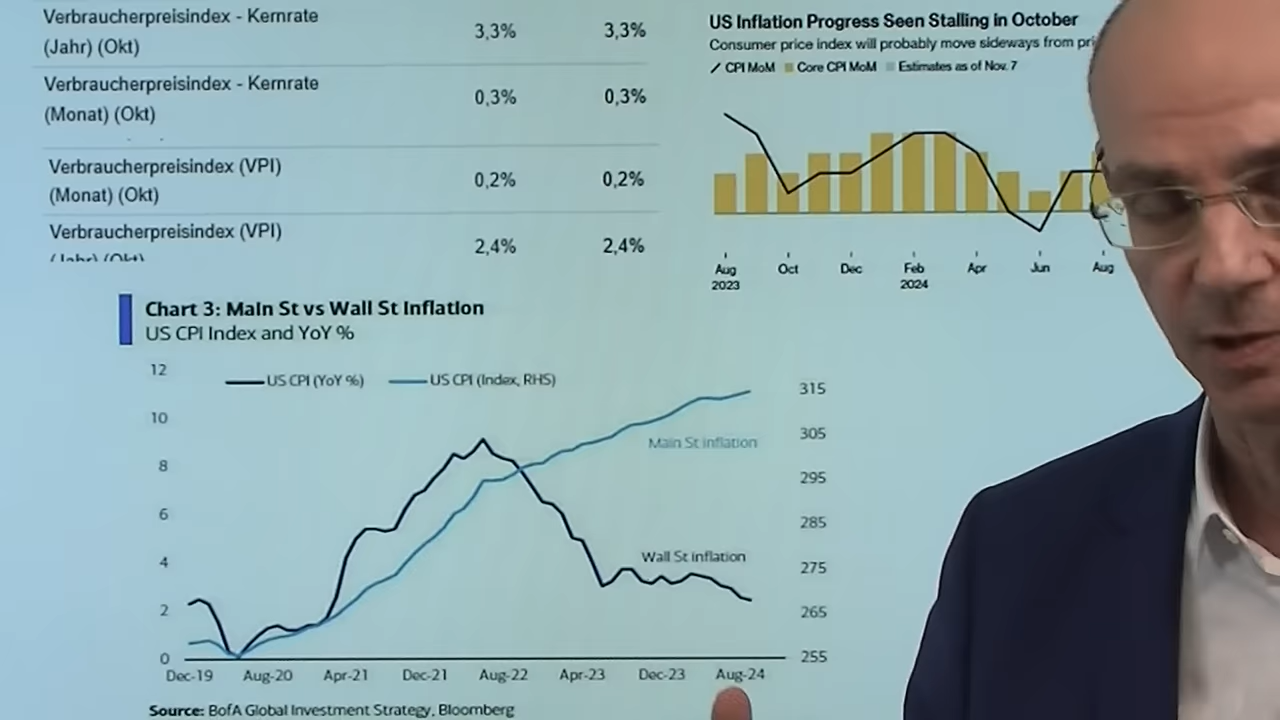 Verbraucherpreisindex - Kernrate
(Jahr) (Okt)
3,3% 3,3%
Verbraucherpreisindex - Kernrate
(Monat) (Okt)
0,3% 0,3%
Verbraucherpreisindex (VPI)
(Monat) (Okt)
0,2% 0,2%
Verbraucherpreisindex (VPI)
(Jahr) (Okt)
2,4% 2,4%
US Inflation Progress Seen Stalling in October
Consumer price index will probably move sideways from
CPI MoM Core CPI MoM Estimates as of Nov. 7
Aug Oct Dec Feb Apr Jun Aug
2023 2024
Chart 3: Main St vs Wall St Inflation
US CPI Index and YoY %
US CPI (YoY %) US CPI (Index, RHS)
12
10
8
6
4
2
0
315
305
295
285
275
265
255
Main St inflation
Wall St inflation
Dec-19 Aug-20 Apr-21 Dec-21 Aug-22 Apr-23 Dec-23 Aug-24
Source: BofA Global Investment Strategy, Bloomberg